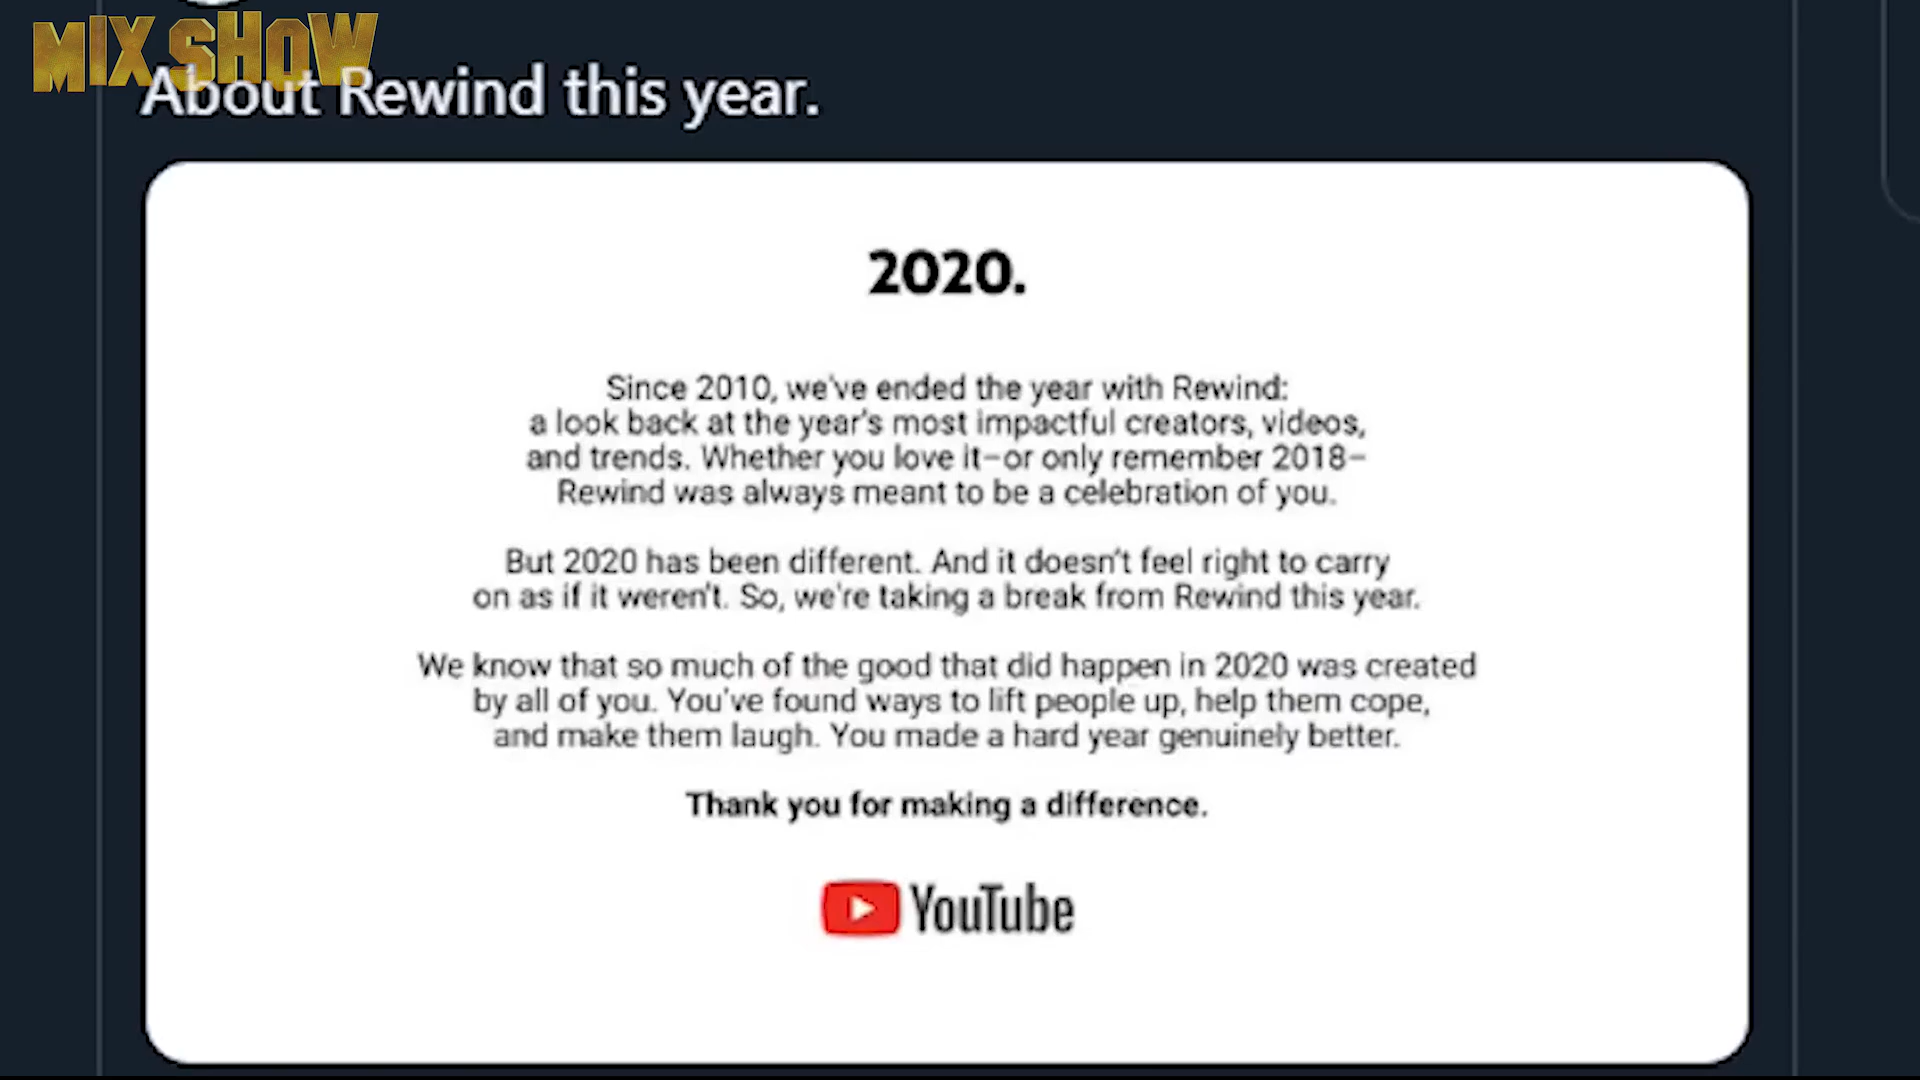 MIX SHOW
About Rewind this year.
2020.
Since 2010, we've ended the year with Rewind:
a look back at the year's most impactful creators, videos,
and trends. Whether you love it–or only remember 2018–
Rewind was always meant to be a celebration of you.
But 2020 has been different. And it doesn't feel right to carry
on as if it weren't. So, we're taking a break from Rewind this year.
We know that so much of the good that did happen in 2020 was created
by all of you. You've found ways to lift people up, help them cope,
and make them laugh. You made a hard year genuinely better.
Thank you for making a difference.
YouTube